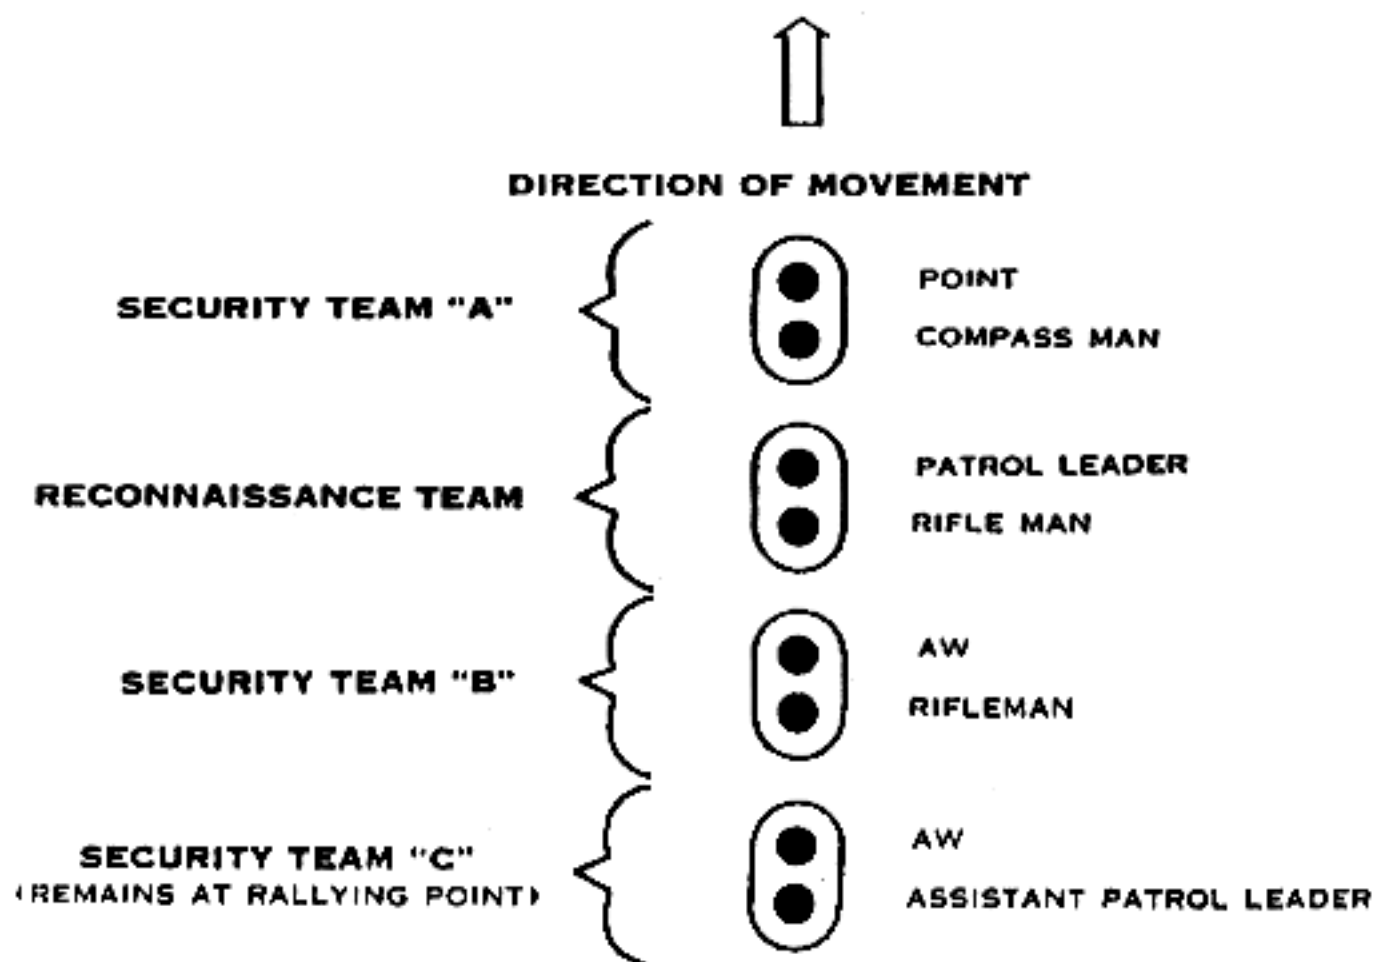 DIRECTION OF MOVEMENT
SECURITY TEAM "A"
POINT
COMPASS MAN
RECONNAISSANCE TEAM
PATROL LEADER
RIFLE MAN
SECURITY TEAM "B"
AW
RIFLEMAN
SECURITY TEAM "C"
(REMAINS AT RALLYING POINT)
AW
ASSISTANT PATROL LEADER